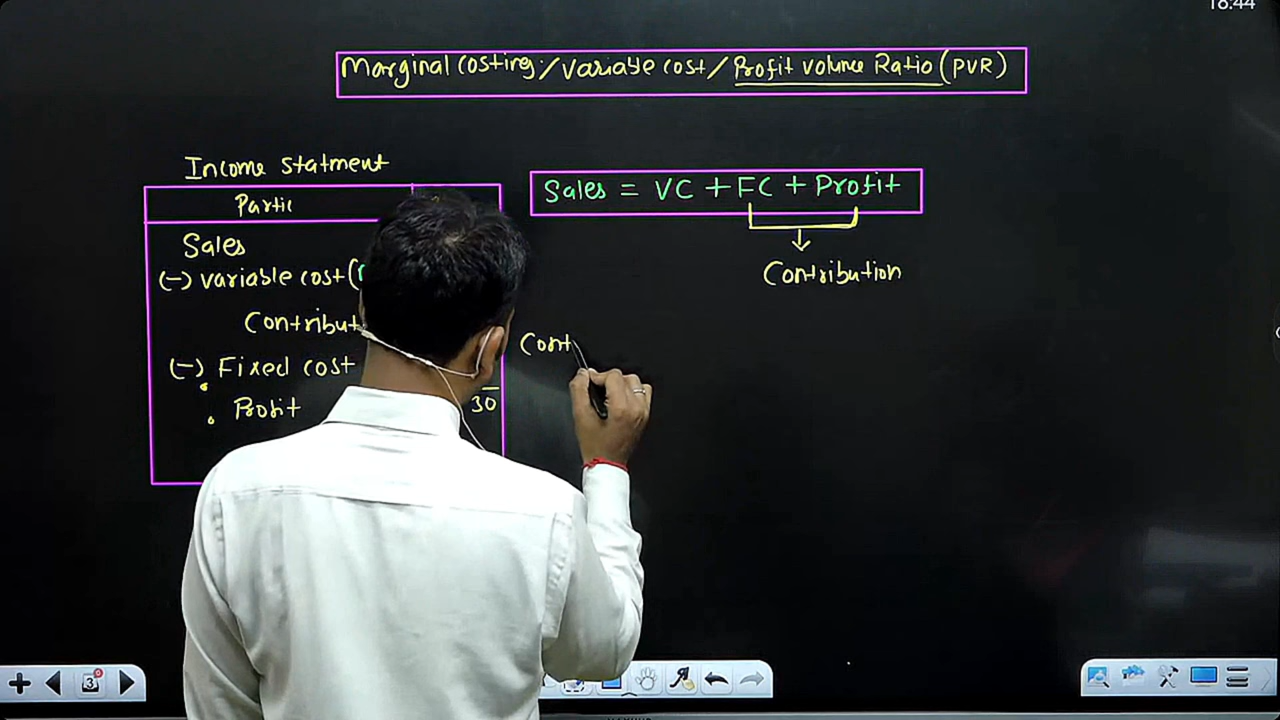 18:44
Marginal costing/variable cost/Profit volume Ratio (PVR)
Income statment
Partic
Sales
(-) variable cost (
Contribut
(-) Fixed cost
Profit
30
Sales = VC + FC + Profit
Contribution
Cont
3